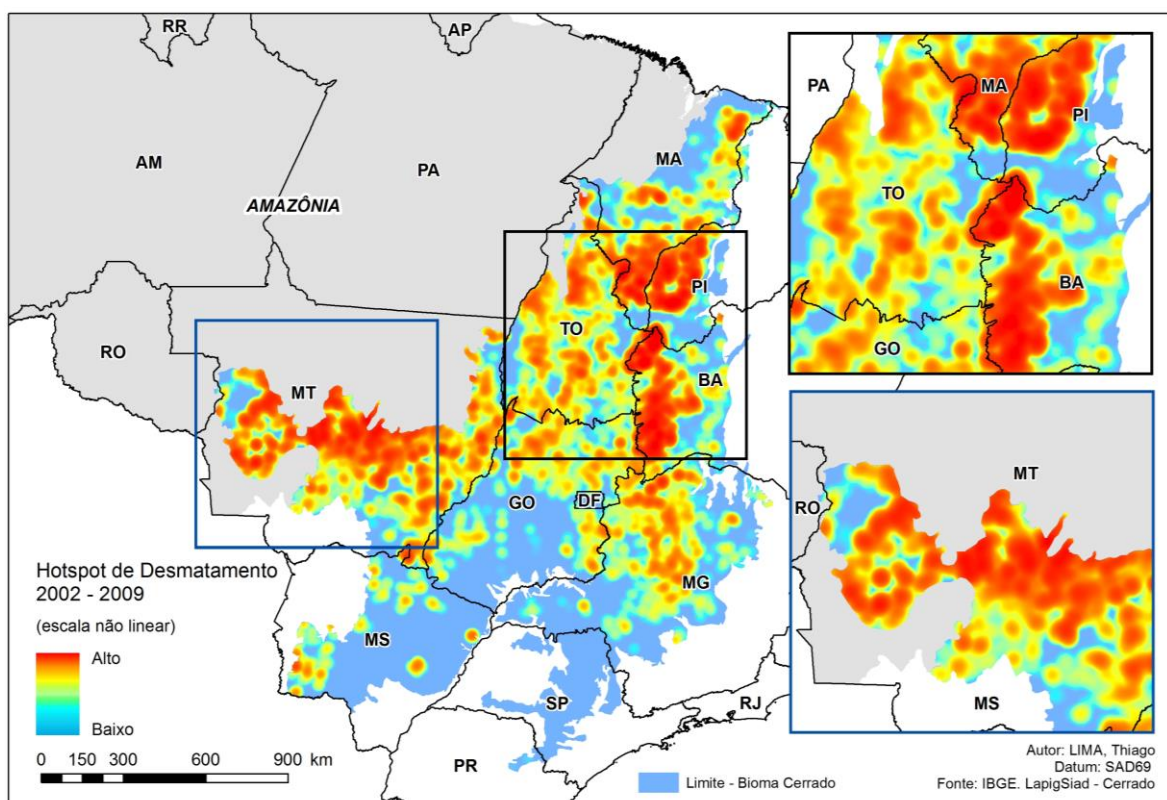 RR
AP
AM
PA
AMAZÔNIA
MA
RO
MT
TO
PI
BA
GO
DF
MG
MS
SP
RJ
PR
PA
MA
PI
TO
BA
GO
MT
RO
MS
Hotspot de Desmatamento
2002 - 2009
(escala não linear)
Alto
Baixo
0 150 300 600 900 km
Limite - Bioma Cerrado
Autor: LIMA, Thiago
Datum: SAD69
Fonte: IBGE. LapigSiad - Cerrado